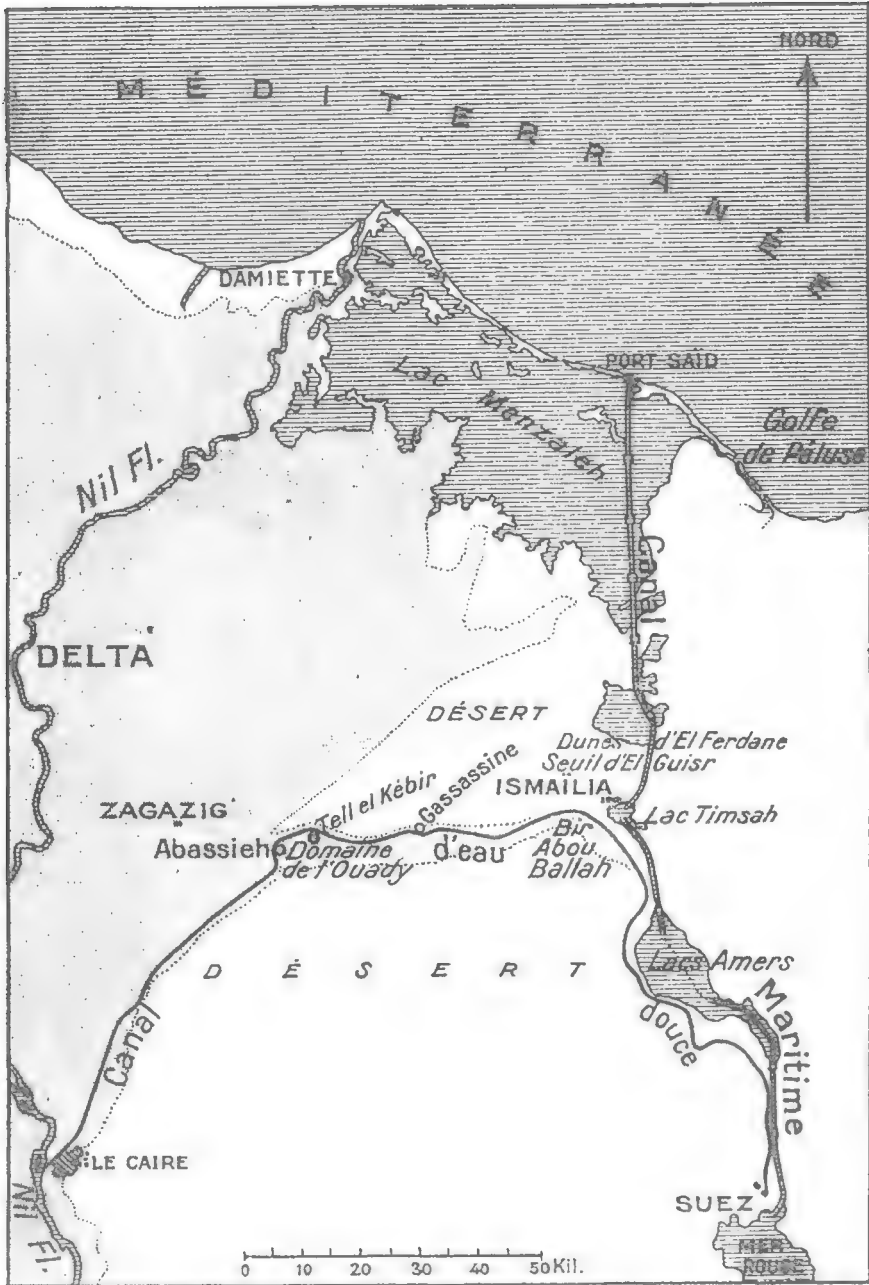 NORD
MÉDITERRANÉE
DAMIETTE
PORT SAÏD
Lac Menzaleh
Golfe
de Péluse
Nil Fl.
Canal
DELTA
DÉSERT
Dunes d'El Ferdane
Seuil d'El Guisr
ISMAÏLIA
Tell el Kébir
Gassassine
ZAGAZIG
Lac Timsah
Abassieh
Domaine
de l'Ouady
d'eau
Bir
Abou
Ballah
DÉSERT
Lacs Amers
Canal
douce
Maritime
LE CAIRE
Nil Fl.
SUEZ
MER
ROUGE
0 10 20 30 40 50 Kil.